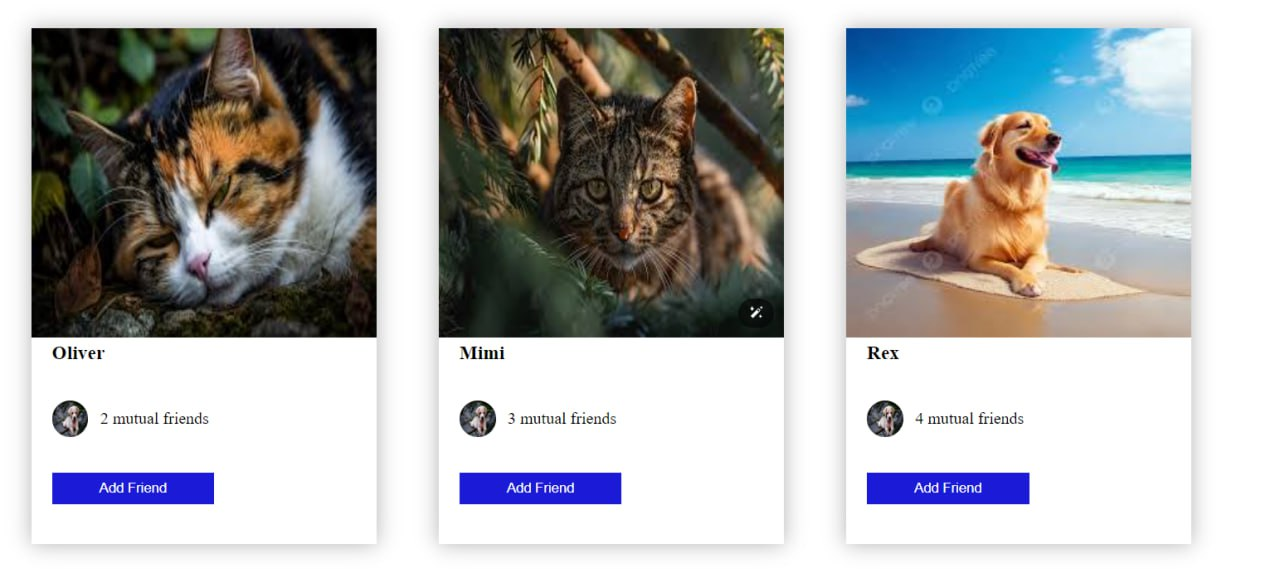 Oliver
2 mutual friends
Add Friend
Mimi
3 mutual friends
Add Friend
Rex
4 mutual friends
Add Friend